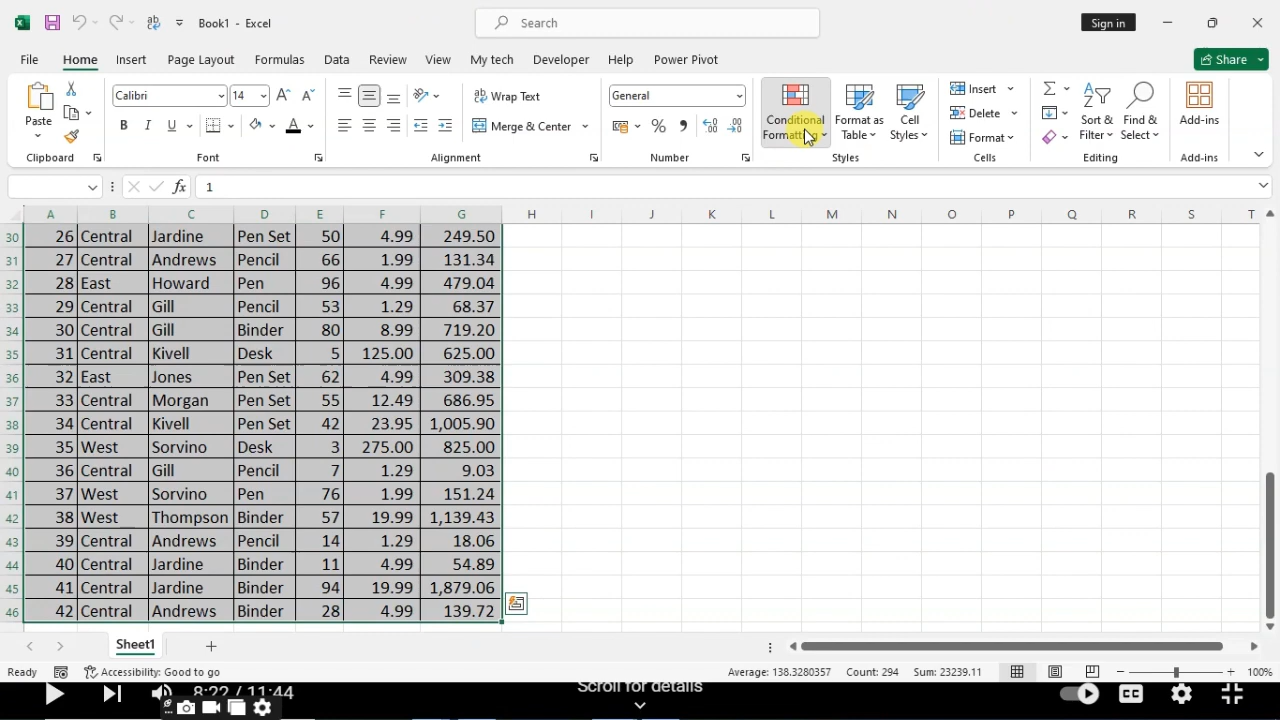 Book1 - Excel
Search
Sign in
File Home Insert Page Layout Formulas Data Review View My tech Developer Help Power Pivot
Share
Paste
Calibri 14
B I U A
Wrap Text
Merge & Center
General
Conditional Formatting
Format as Table
Cell Styles
Insert
Delete
Format
Sort & Filter
Find & Select
Add-ins
Clipboard Font Alignment Number Styles Cells Editing Add-ins
fx 1
A B C D E F G H I J K L M N O P Q R S T
30 26 Central Jardine Pen Set 50 4.99 249.50
31 27 Central Andrews Pencil 66 1.99 131.34
32 28 East Howard Pen 96 4.99 479.04
33 29 Central Gill Pencil 53 1.29 68.37
34 30 Central Gill Binder 80 8.99 719.20
35 31 Central Kivell Desk 5 125.00 625.00
36 32 East Jones Pen Set 62 4.99 309.38
37 33 Central Morgan Pen Set 55 12.49 686.95
38 34 Central Kivell Pen Set 42 23.95 1,005.90
39 35 West Sorvino Desk 3 275.00 825.00
40 36 Central Gill Pencil 7 1.29 9.03
41 37 West Sorvino Pen 76 1.99 151.24
42 38 West Thompson Binder 57 19.99 1,139.43
43 39 Central Andrews Pencil 14 1.29 18.06
44 40 Central Jardine Binder 11 4.99 54.89
45 41 Central Jardine Binder 94 19.99 1,879.06
46 42 Central Andrews Binder 28 4.99 139.72
Sheet1
Ready Accessibility: Good to go Average: 138.3280357 Count: 294 Sum: 23239.11 100%
8:22 / 11:44
Scroll for details
CC